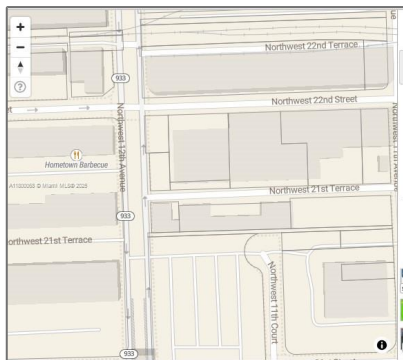 +
−
?
Northwest 22nd Terrace
933
Northwest 22nd Street
Northwest 12th Avenue
Hometown Barbecue
Northwest 21st Terrace
933
orthwest 21st Terrace
Northwest 11th Court
933